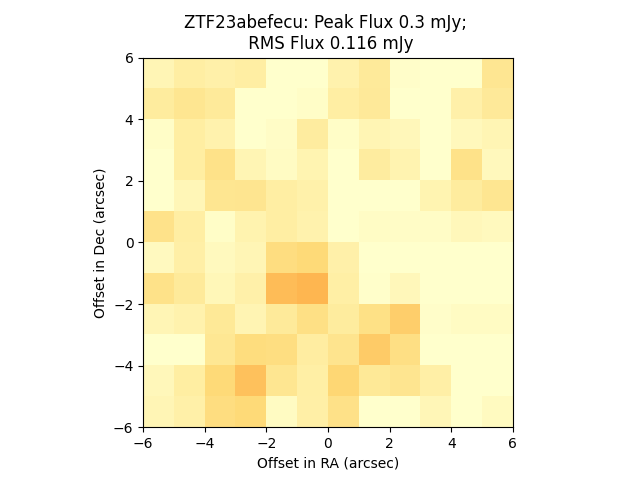 ZTF23abefecu: Peak Flux 0.3 mJy;
RMS Flux 0.116 mJy
6
4
2
0
−2
−4
−6
Offset in Dec (arcsec)
−6 −4 −2 0 2 4 6
Offset in RA (arcsec)